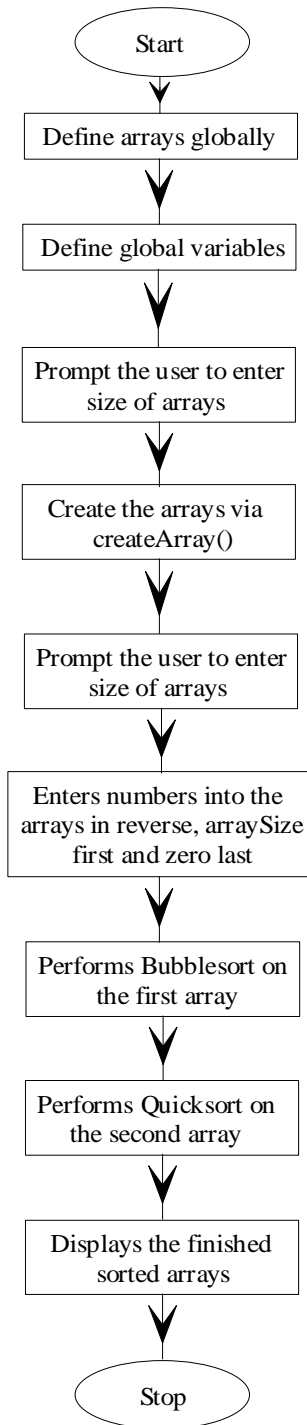 Start
Define arrays globally
Define global variables
Prompt the user to enter
size of arrays
Create the arrays via
createArray()
Prompt the user to enter
size of arrays
Enters numbers into the
arrays in reverse, arraySize
first and zero last
Performs Bubblesort on
the first array
Performs Quicksort on
the second array
Displays the finished
sorted arrays
Stop